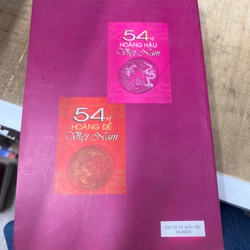 54 vị
HOÀNG HẬU
Việt Nam
54 vị
HOÀNG ĐẾ
Việt Nam